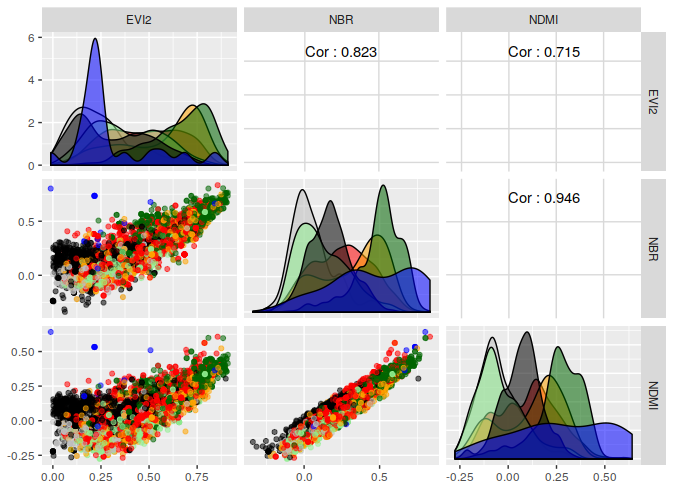 EVI2 NBR NDMI
6
4
2
0
Cor : 0.823
Cor : 0.715
EVI2
0.5
0.0
Cor : 0.946
NBR
0.50
0.25
0.00
-0.25
NDMI
0.00 0.25 0.50 0.75
0.0 0.5
-0.25 0.00 0.25 0.50